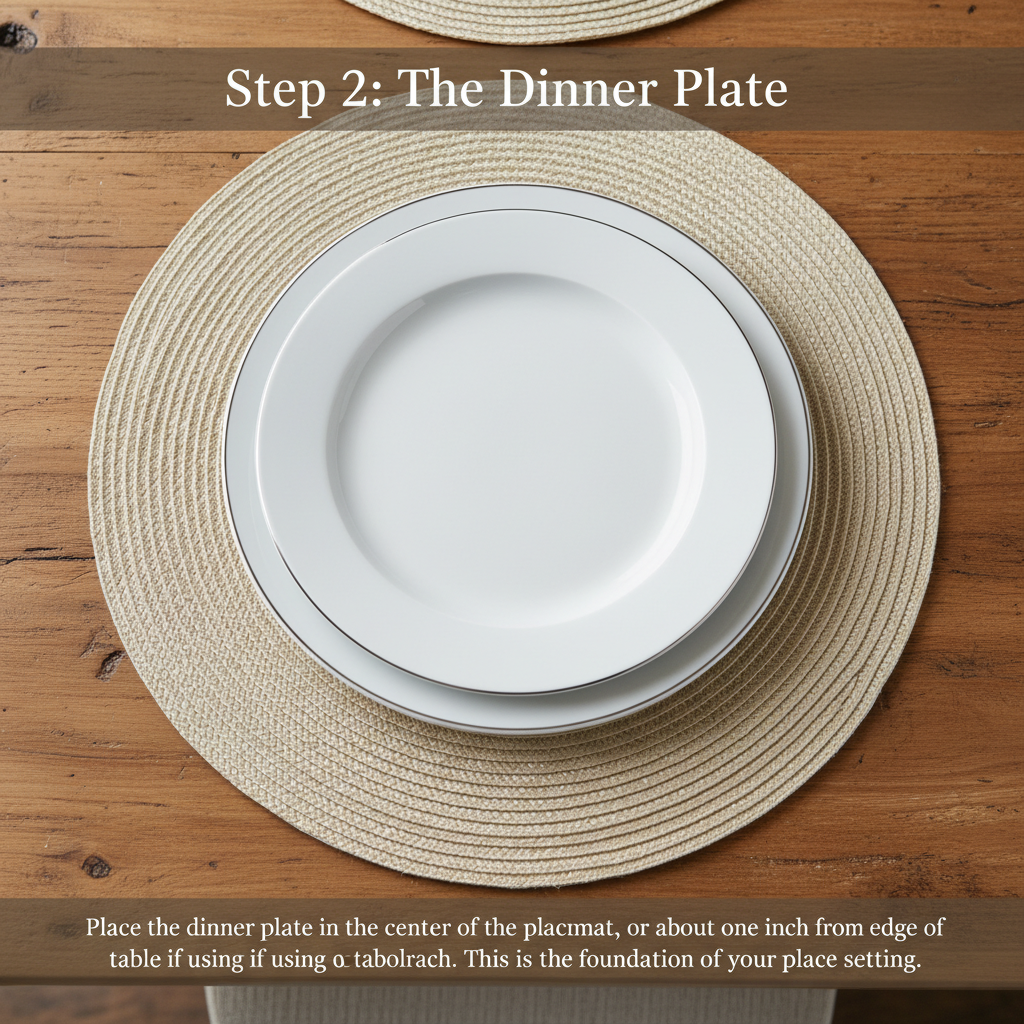 Step 2: The Dinner Plate
Place the dinner plate in the center of the placımat, or about one inch from edge of
table if using if using o tabolrach. This is the foundation of your place setting.